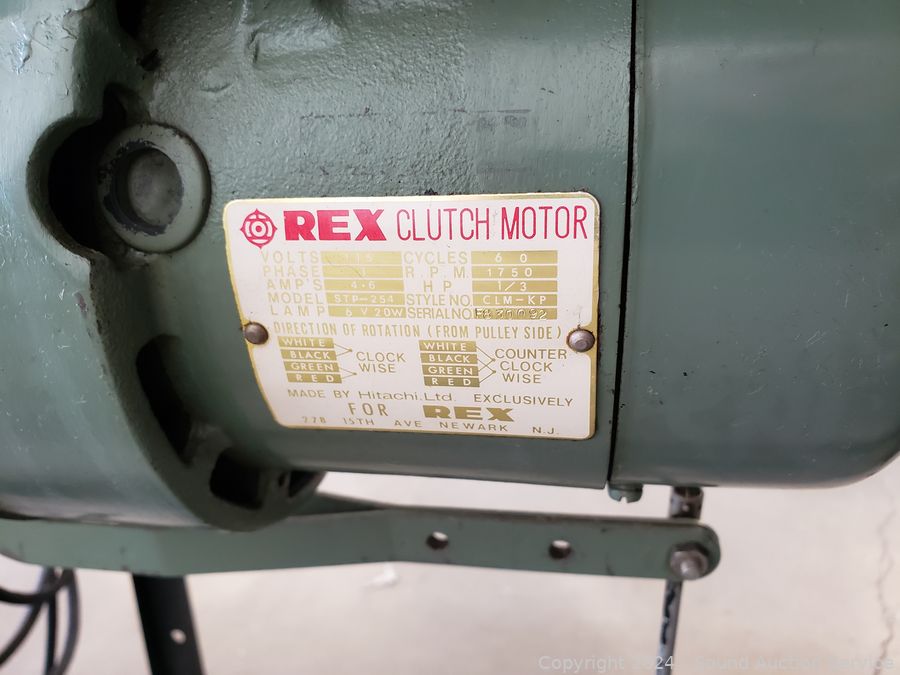 REX CLUTCH MOTOR
VOLTS 115 CYCLES 60
PHASE 1 R.P.M. 1750
AMP'S 4.6 HP 1/3
MODEL STP-254 STYLE NO. CLM-KP
LAMP 6V20W SERIAL NO.
DIRECTION OF ROTATION (FROM PULLEY SIDE)
WHITE
BLACK
GREEN
RED
CLOCK
WISE
WHITE
BLACK
GREEN
RED
COUNTER
CLOCK
WISE
MADE BY Hitachi.Ltd. EXCLUSIVELY
FOR REX
278 15TH AVE NEWARK N.J.
Copyright 2024 - Sound Auction Service